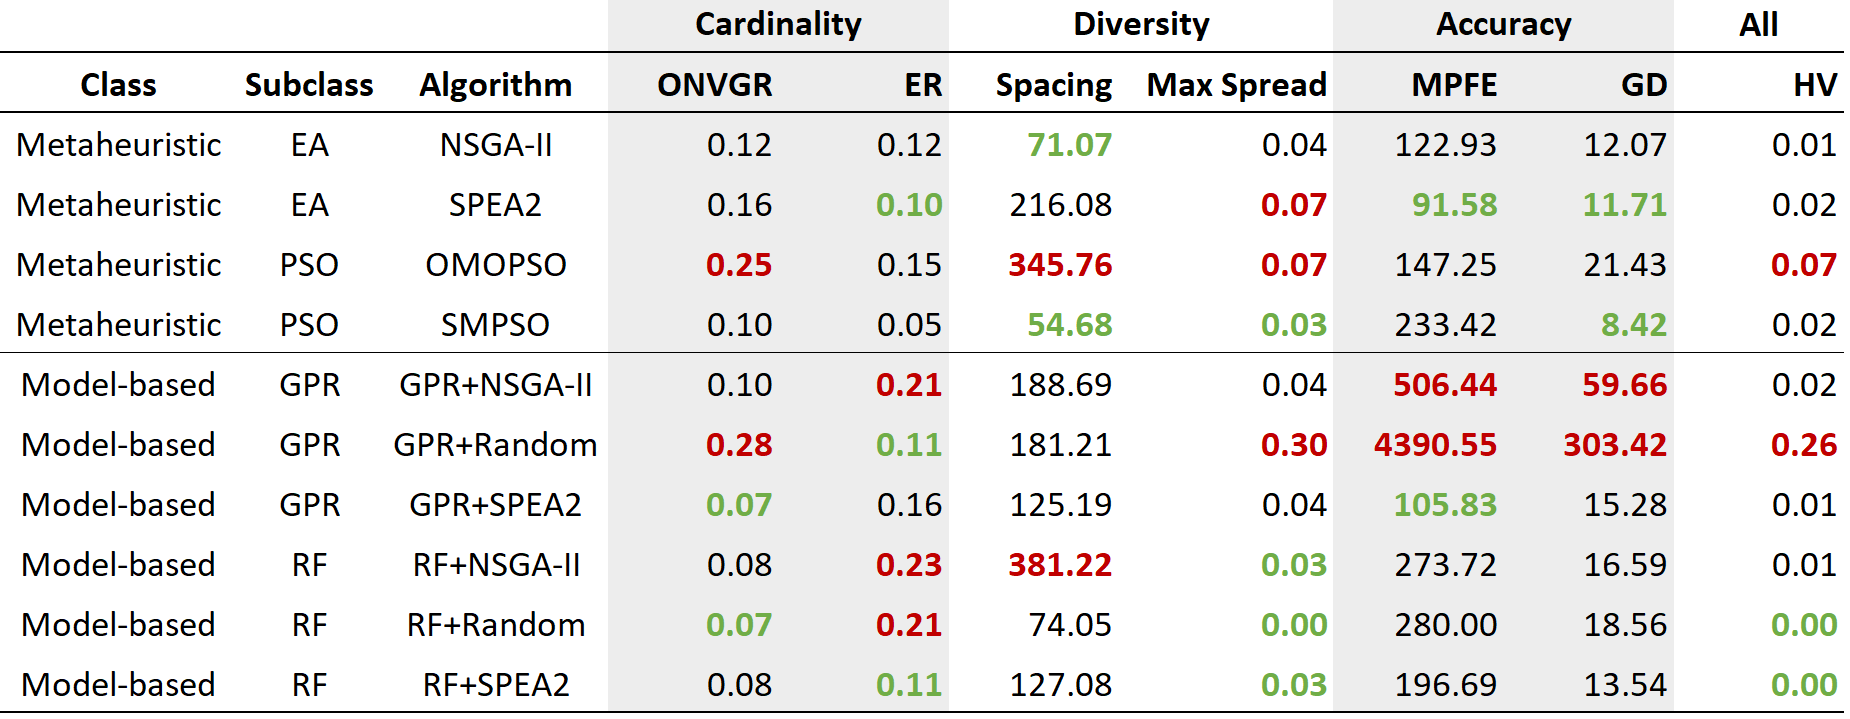 Cardinality Diversity Accuracy All
Class Subclass Algorithm ONVGR ER Spacing Max Spread MPFE GD HV
Metaheuristic EA NSGA-II 0.12 0.12 71.07 0.04 122.93 12.07 0.01
Metaheuristic EA SPEA2 0.16 0.10 216.08 0.07 91.58 11.71 0.02
Metaheuristic PSO OMOPSO 0.25 0.15 345.76 0.07 147.25 21.43 0.07
Metaheuristic PSO SMPSO 0.10 0.05 54.68 0.03 233.42 8.42 0.02
Model-based GPR GPR+NSGA-II 0.10 0.21 188.69 0.04 506.44 59.66 0.02
Model-based GPR GPR+Random 0.28 0.11 181.21 0.30 4390.55 303.42 0.26
Model-based GPR GPR+SPEA2 0.07 0.16 125.19 0.04 105.83 15.28 0.01
Model-based RF RF+NSGA-II 0.08 0.23 381.22 0.03 273.72 16.59 0.01
Model-based RF RF+Random 0.07 0.21 74.05 0.00 280.00 18.56 0.00
Model-based RF RF+SPEA2 0.08 0.11 127.08 0.03 196.69 13.54 0.00